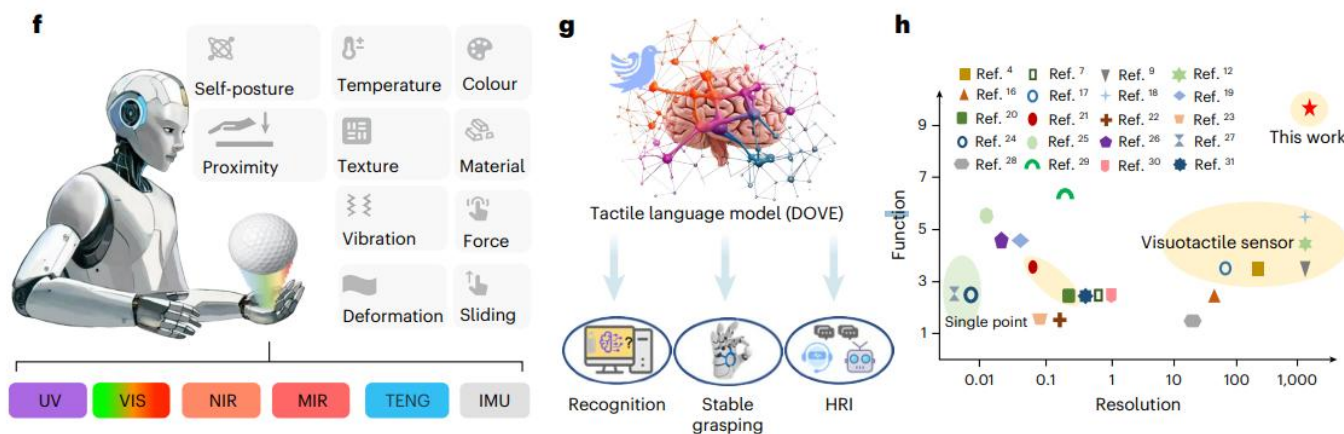 f
Self-posture
Temperature
Colour
Proximity
Texture
Material
Vibration
Force
Deformation
Sliding
UV
VIS
NIR
MIR
TENG
IMU
g
Tactile language model (DOVE)
?
Recognition
Stable
grasping
HRI
h
Ref. 4
Ref. 7
Ref. 9
Ref. 12
Ref. 16
Ref. 17
Ref. 18
Ref. 19
Ref. 20
Ref. 21
Ref. 22
Ref. 23
Ref. 24
Ref. 25
Ref. 26
Ref. 27
Ref. 28
Ref. 29
Ref. 30
Ref. 31
This work
Visuotactile sensor
Single point
Function
9
7
5
3
1
0.01
0.1
1
10
100
1,000
Resolution